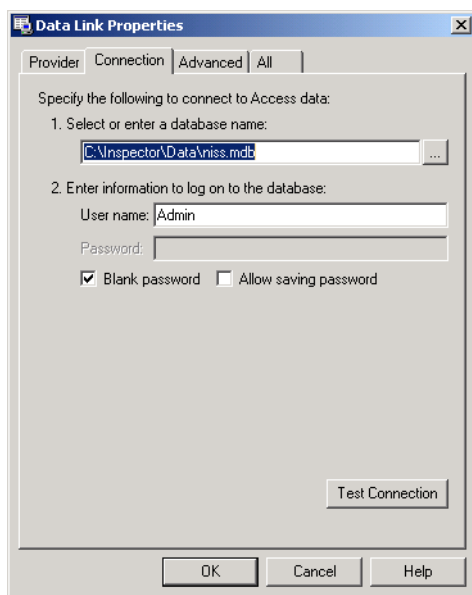 Data Link Properties
Provider Connection Advanced All
Specify the following to connect to Access data:
1. Select or enter a database name:
C:\Inspector\Data\niss.mdb ...
2. Enter information to log on to the database:
User name: Admin
Password:
Blank password Allow saving password
Test Connection
OK Cancel Help